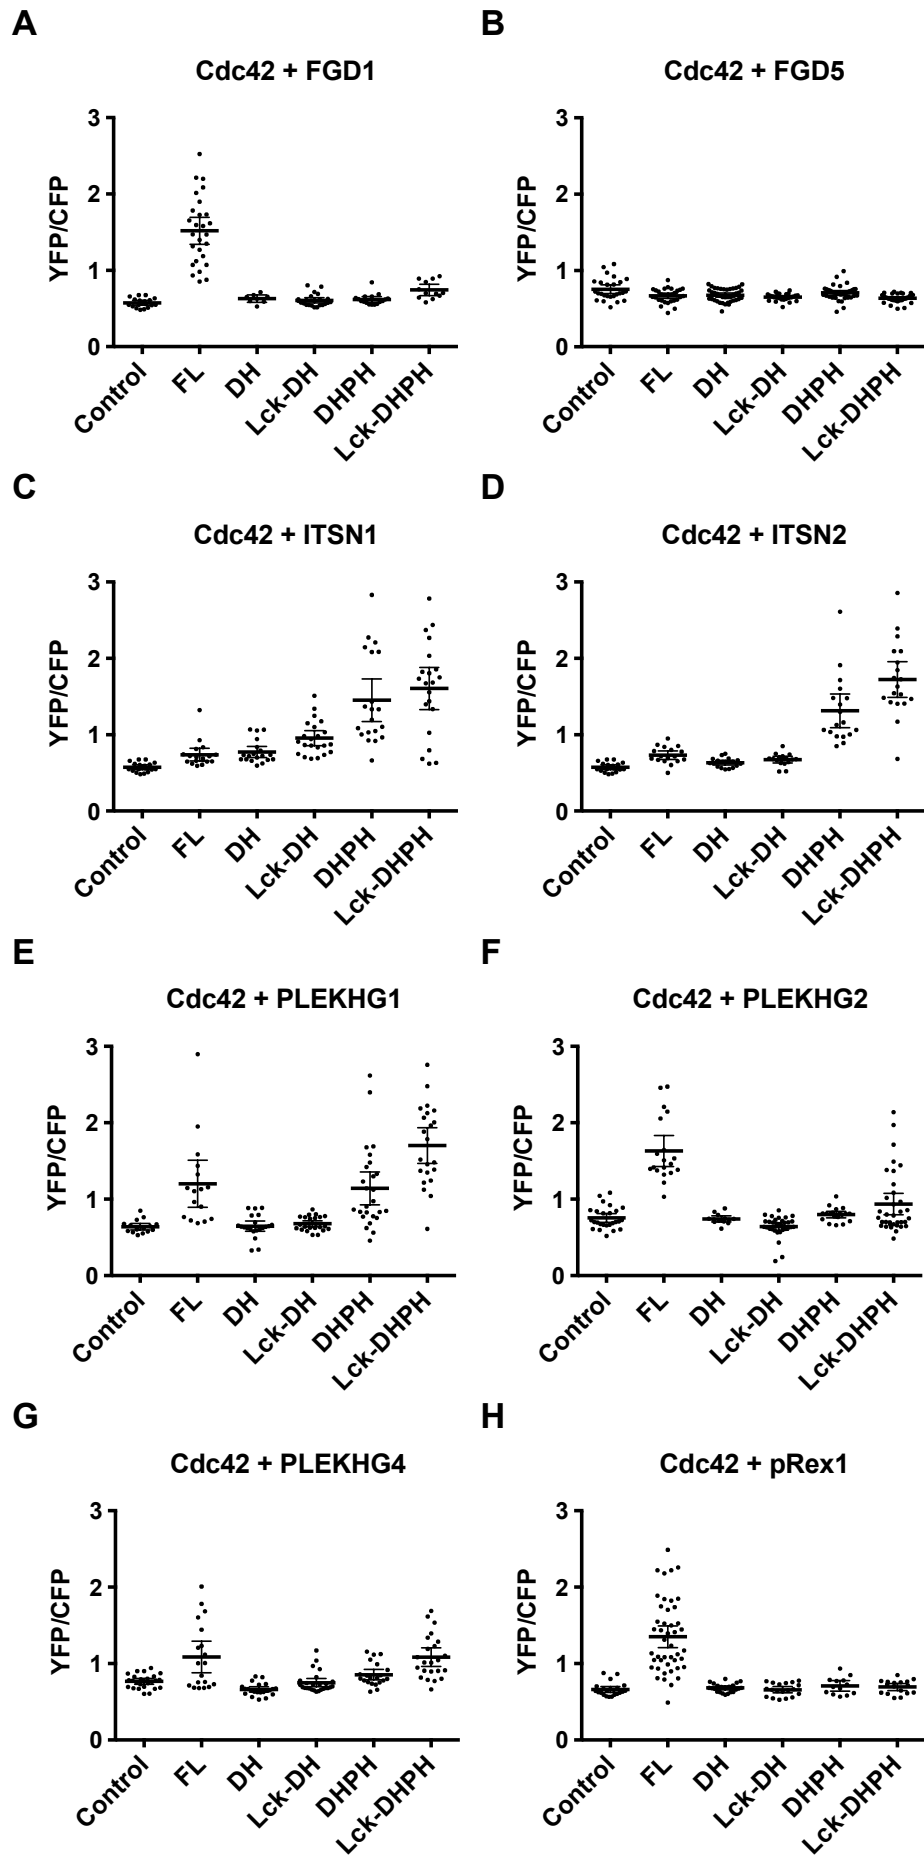 A
Cdc42 + FGD1
YFP/CFP
3
2
1
0
Control
FL
DH
Lck-DH
DHPH
Lck-DHPH
B
Cdc42 + FGD5
YFP/CFP
3
2
1
0
Control
FL
DH
Lck-DH
DHPH
Lck-DHPH
C
Cdc42 + ITSN1
YFP/CFP
3
2
1
0
Control
FL
DH
Lck-DH
DHPH
Lck-DHPH
D
Cdc42 + ITSN2
YFP/CFP
3
2
1
0
Control
FL
DH
Lck-DH
DHPH
Lck-DHPH
E
Cdc42 + PLEKHG1
YFP/CFP
3
2
1
0
Control
FL
DH
Lck-DH
DHPH
Lck-DHPH
F
Cdc42 + PLEKHG2
YFP/CFP
3
2
1
0
Control
FL
DH
Lck-DH
DHPH
Lck-DHPH
G
Cdc42 + PLEKHG4
YFP/CFP
3
2
1
0
Control
FL
DH
Lck-DH
DHPH
Lck-DHPH
H
Cdc42 + pRex1
YFP/CFP
3
2
1
0
Control
FL
DH
Lck-DH
DHPH
Lck-DHPH